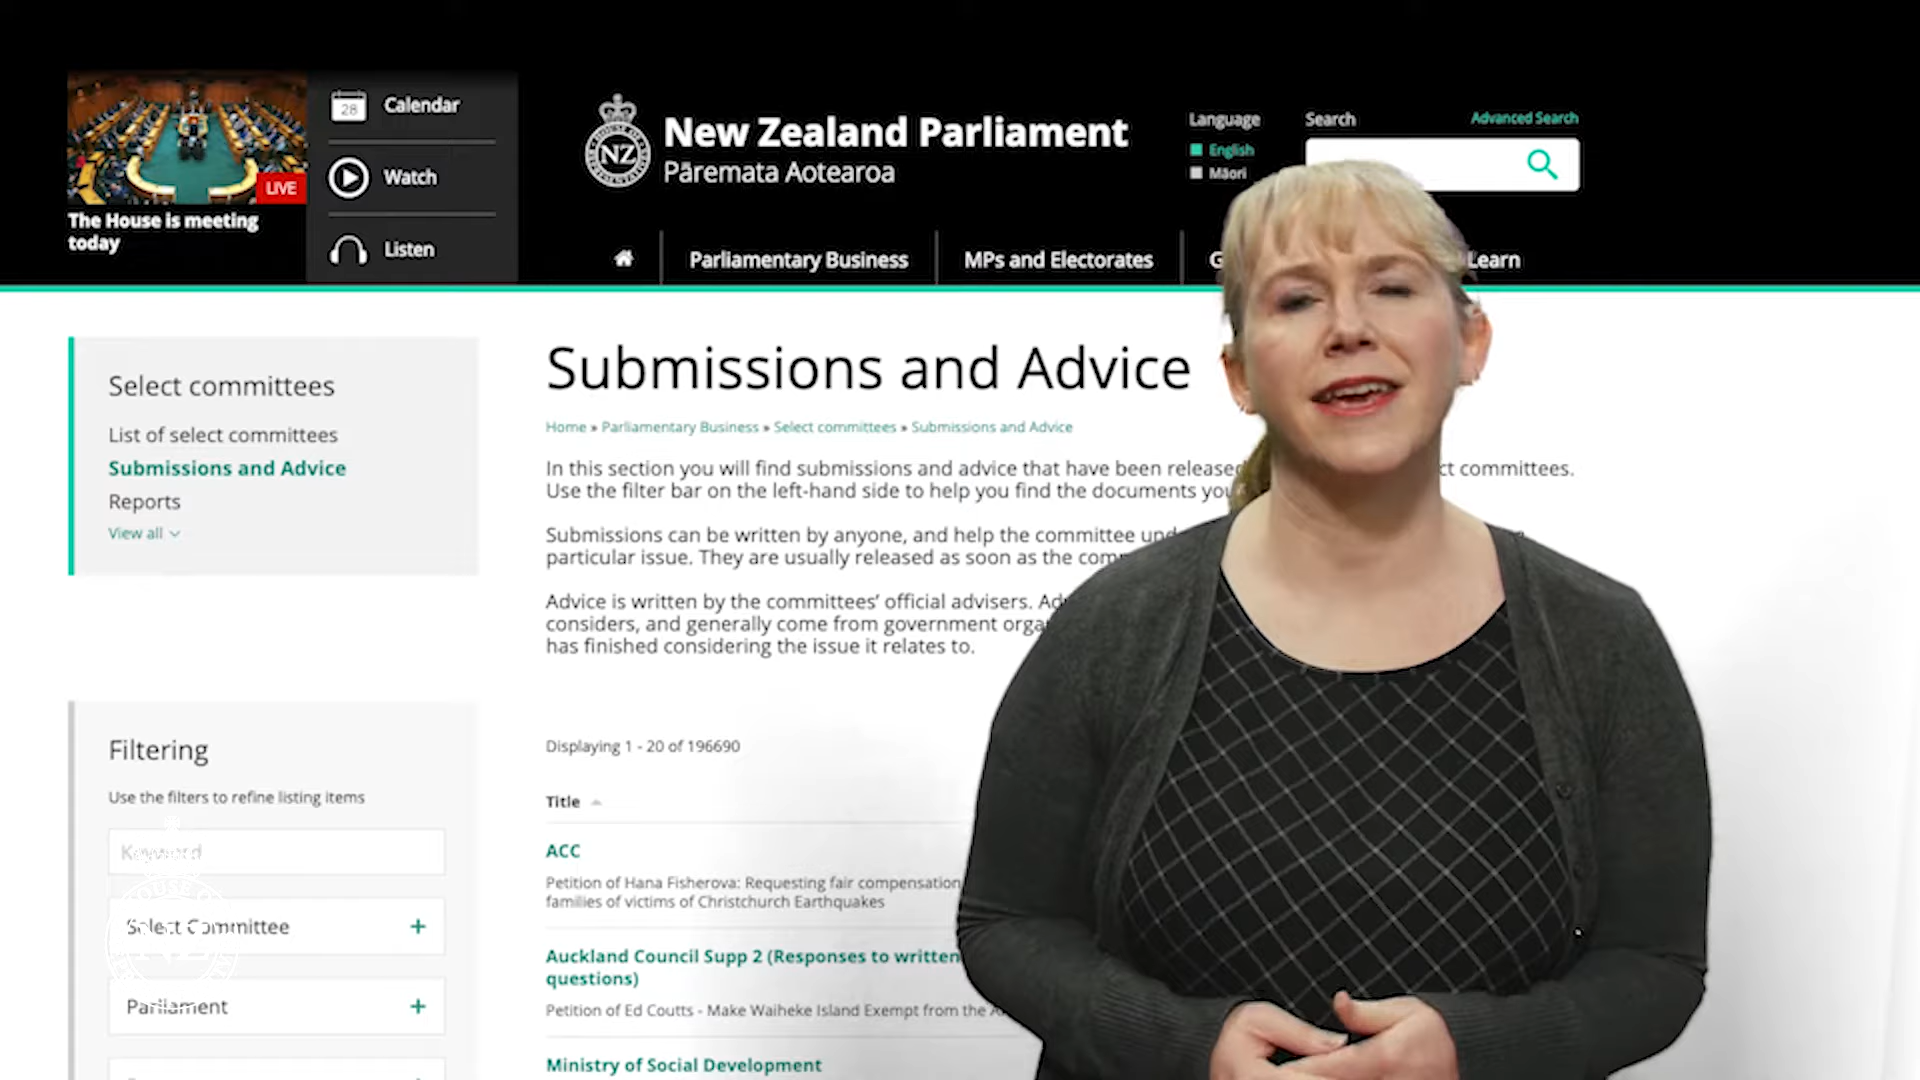 LIVE
The House is meeting
today
28
Calendar
Watch
Listen
NZ
New Zealand Parliament
Pāremata Aotearoa
Language
English
Māori
Search
Advanced Search
Parliamentary Business
MPs and Electorates
G
Learn
Select committees
List of select committees
Submissions and Advice
Reports
View all
Filtering
Use the filters to refine listing items
Keyword
Select Committee
Parliament
Submissions and Advice
Home » Parliamentary Business » Select committees » Submissions and Advice
In this section you will find submissions and advice that have been released ct committees.
Use the filter bar on the left-hand side to help you find the documents you
Submissions can be written by anyone, and help the committee und
particular issue. They are usually released as soon as the com
Advice is written by the committees' official advisers. Ad
considers, and generally come from government orga
has finished considering the issue it relates to.
Displaying 1 - 20 of 196690
Title
ACC
Petition of Hana Fisherova: Requesting fair compensation
families of victims of Christchurch Earthquakes
Auckland Council Supp 2 (Responses to written
questions)
Petition of Ed Coutts - Make Waiheke Island Exempt from the A
Ministry of Social Development